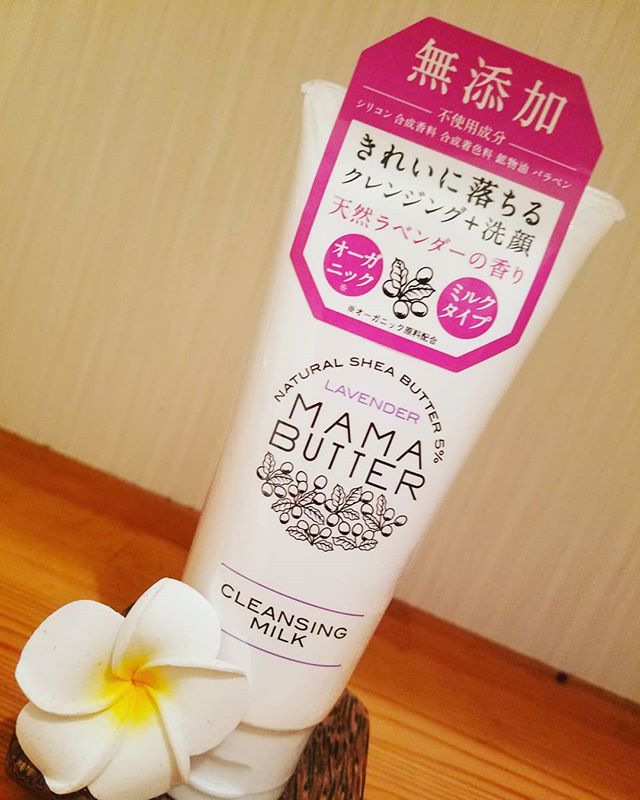 無添加
不使用成分
シリコン 合成香料 合成着色料 鉱物油 パラベン
きれいに落ちる
クレンジング+洗顔
天然ラベンダーの香り
オーガ
ニック※
ミルク
タイプ
※オーガニック原料配合
NATURAL SHEA BUTTER 5%
LAVENDER
MAMA
BUTTER
CLEANSING
MILK